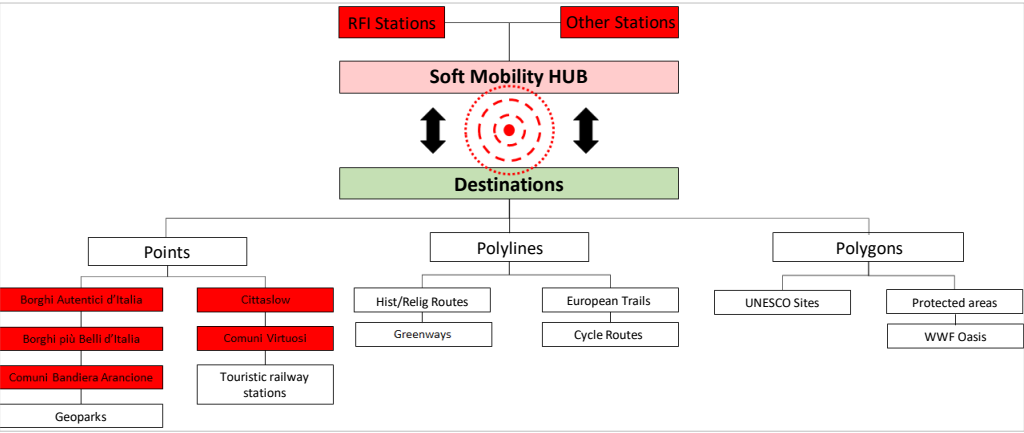 RFI Stations
Other Stations
Soft Mobility HUB
Destinations
Points
Polylines
Polygons
Borghi Autentici d'Italia
Cittaslow
Hist/Relig Routes
European Trails
UNESCO Sites
Protected areas
Borghi più Belli d'Italia
Comuni Virtuosi
Greenways
Cycle Routes
WWF Oasis
Comuni Bandiera Arancione
Touristic railway
stations
Geoparks